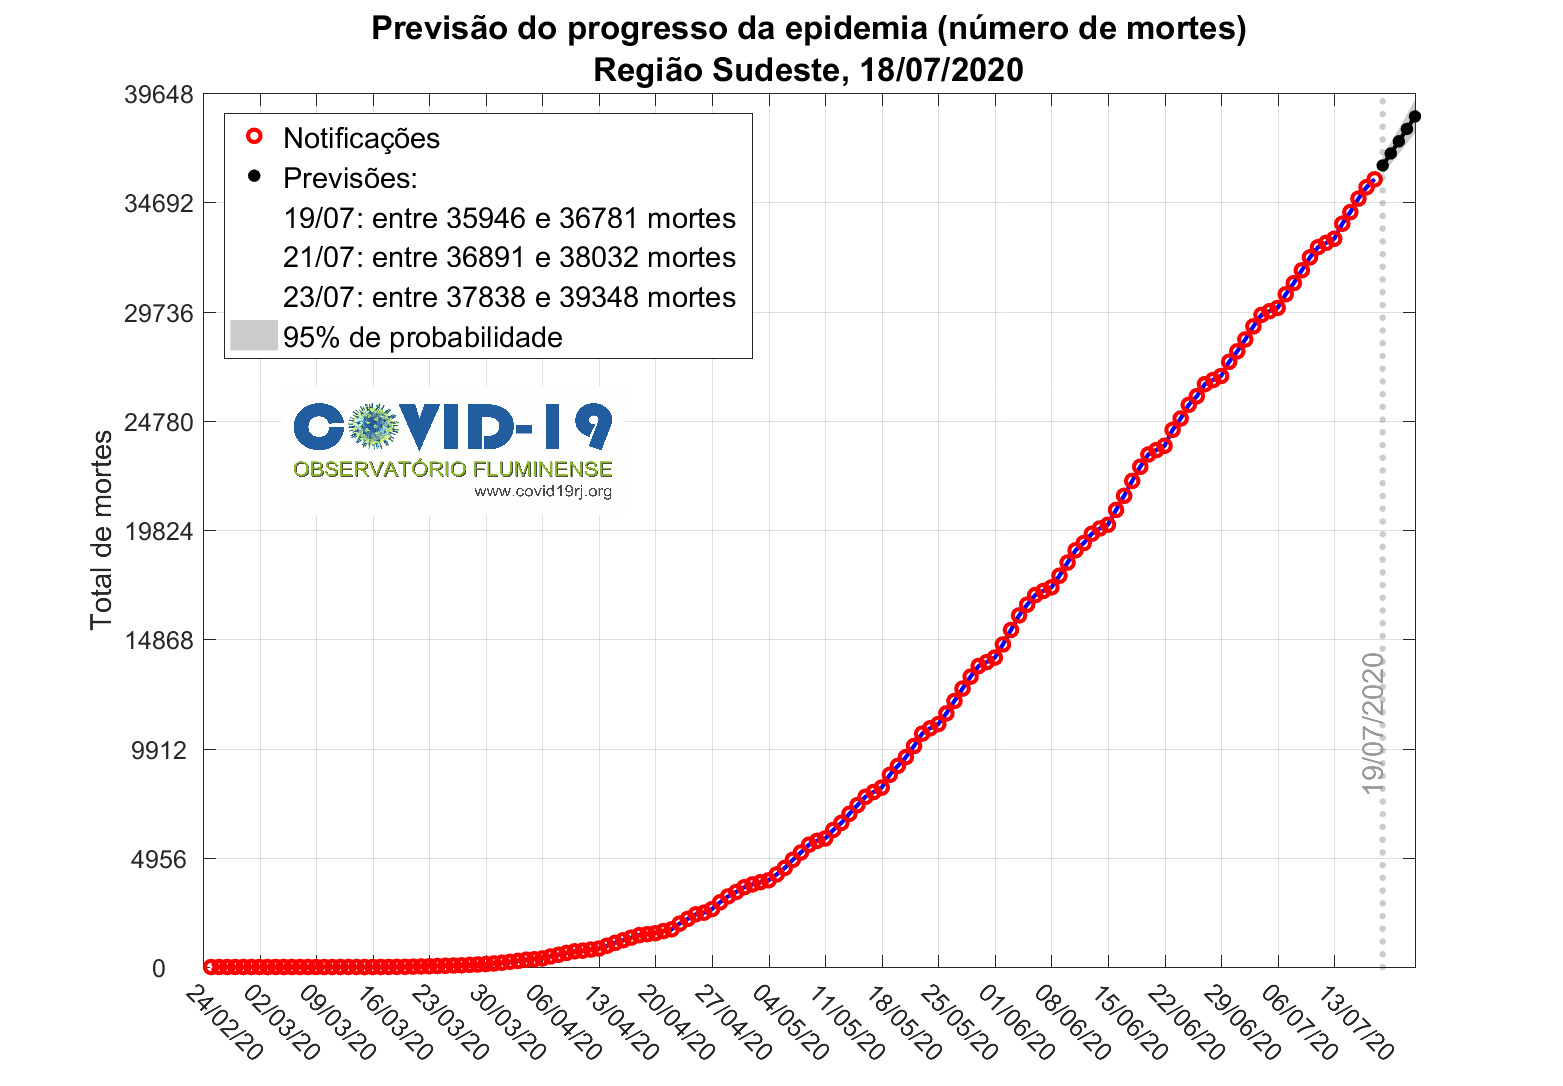 Previsão do progresso da epidemia (número de mortes)
Região Sudeste, 18/07/2020
39648
34692
29736
24780
19824
14868
9912
4956
0
Total de mortes
Notificações
Previsões:
19/07: entre 35946 e 36781 mortes
21/07: entre 36891 e 38032 mortes
23/07: entre 37838 e 39348 mortes
95% de probabilidade
COVID-19
OBSERVATÓRIO FLUMINENSE
www.covid19rj.org
19/07/2020
24/02/20
02/03/20
09/03/20
16/03/20
23/03/20
30/03/20
06/04/20
13/04/20
20/04/20
27/04/20
04/05/20
11/05/20
18/05/20
25/05/20
01/06/20
08/06/20
15/06/20
22/06/20
29/06/20
06/07/20
13/07/20